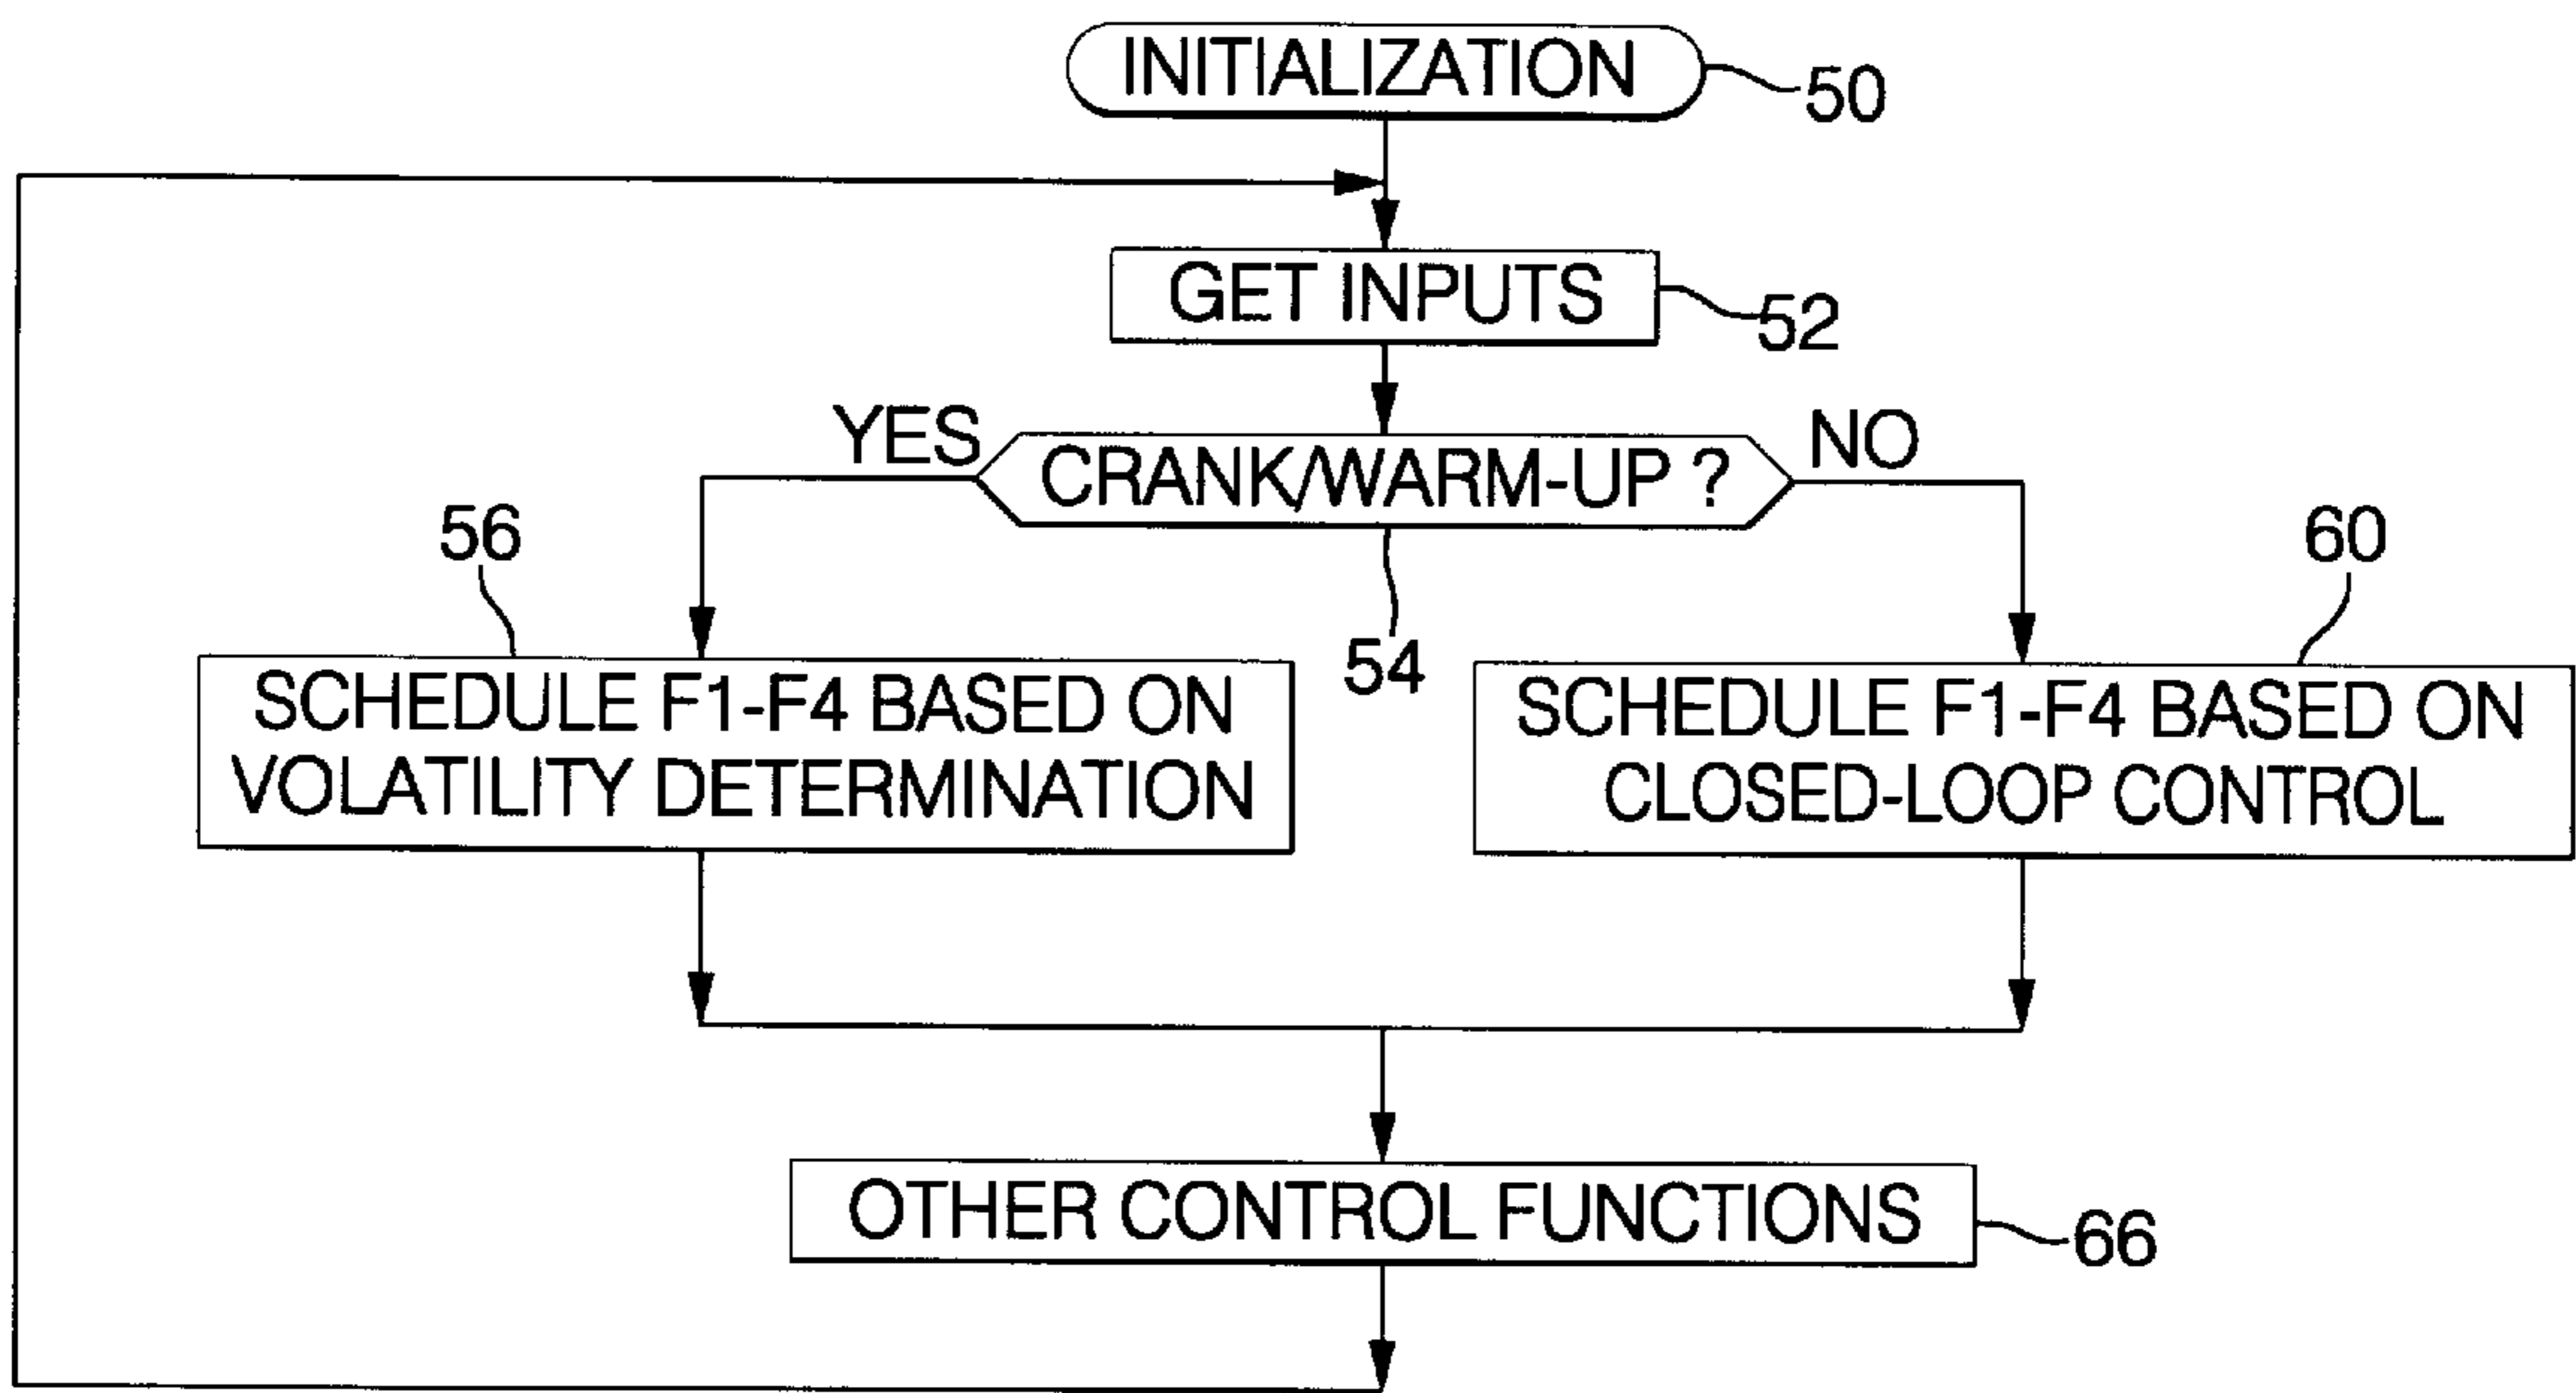 INITIALIZATION
50
GET INPUTS
52
YES
CRANK/WARM-UP ?
NO
54
56
60
SCHEDULE F1-F4 BASED ON
VOLATILITY DETERMINATION
SCHEDULE F1-F4 BASED ON
CLOSED-LOOP CONTROL
OTHER CONTROL FUNCTIONS
66